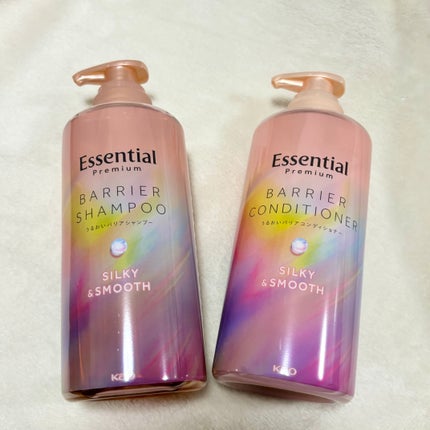 Essential
Premium
BARRIER
SHAMPOO
うるおいバリアシャンプー
SILKY
&SMOOTH
Kao
Essential
Premium
BARRIER
CONDITIONER
うるおいバリアコンディショナー
SILKY
&SMOOTH
Kao